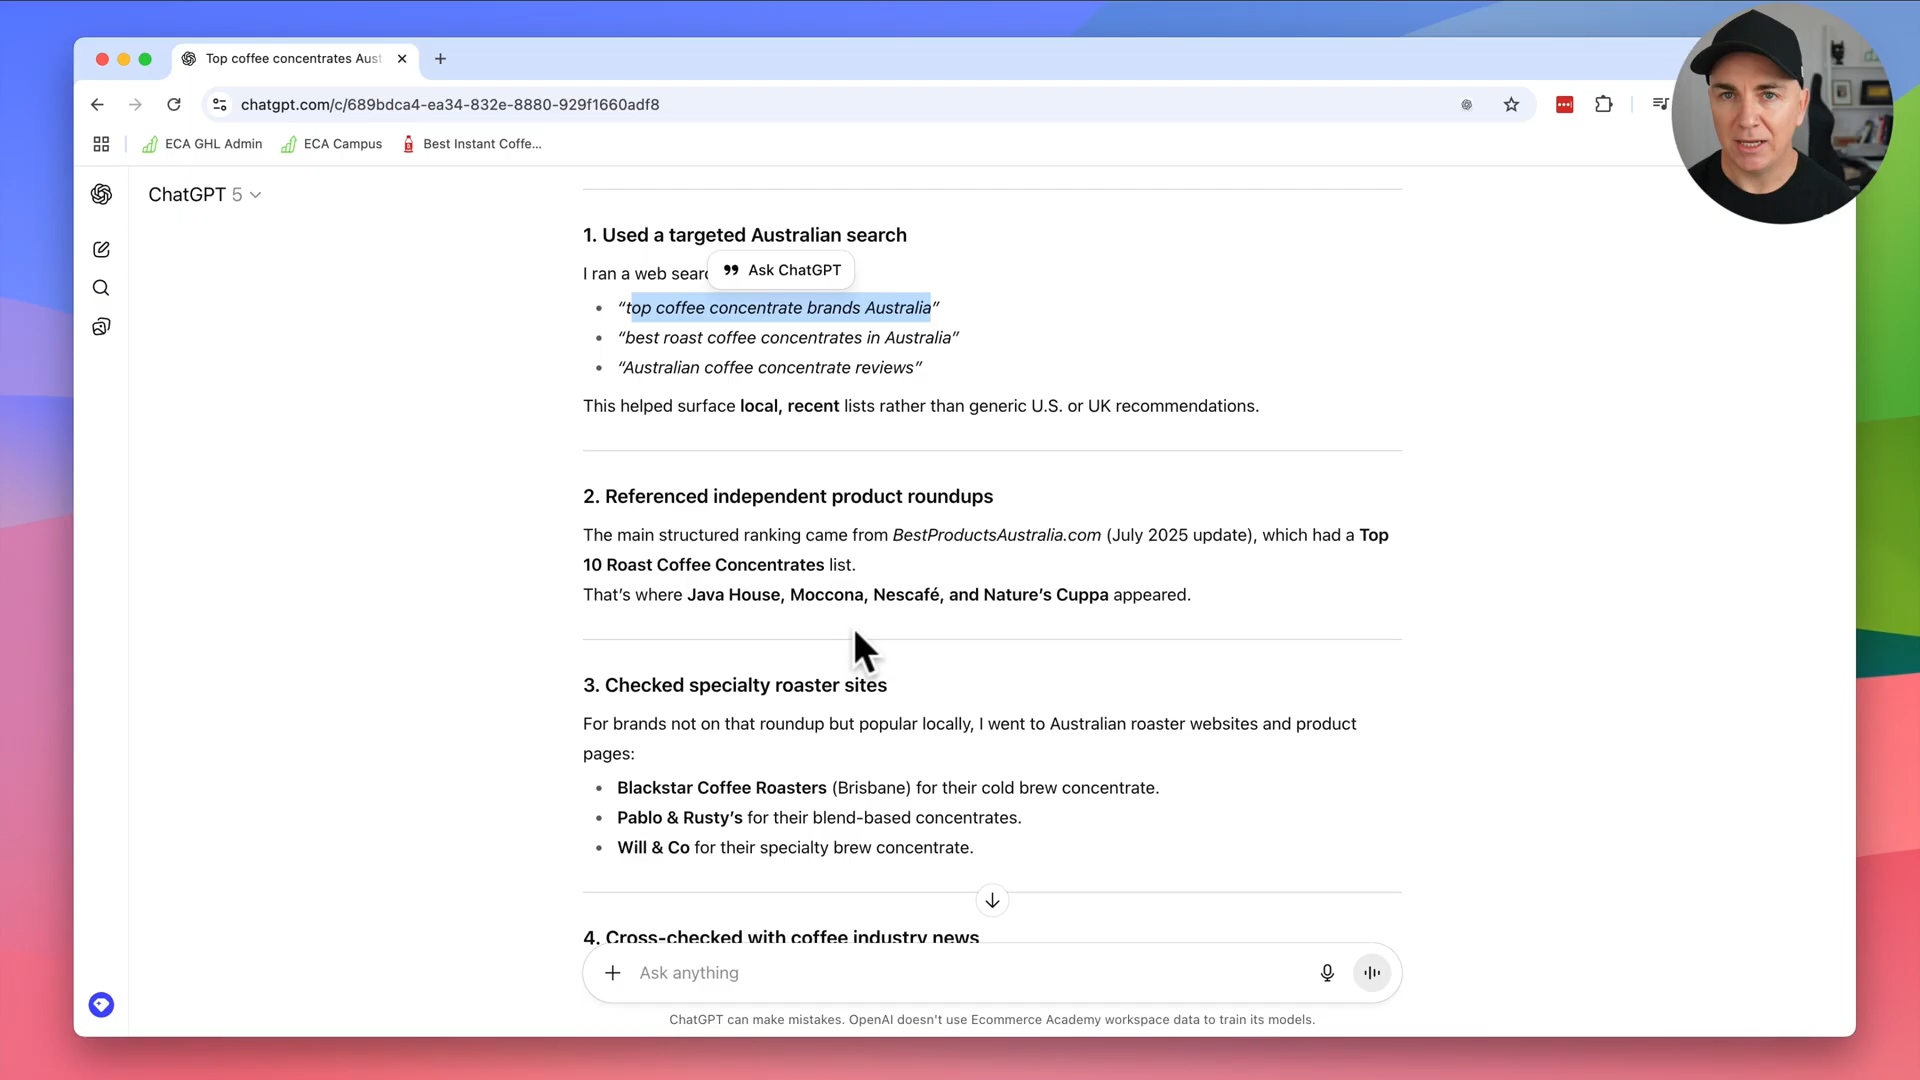 Top coffee concentrates Aust
chatgpt.com/c/689bdca4-ea34-832e-8880-929f1660adf8
ECA GHL Admin
ECA Campus
Best Instant Coffe...
ChatGPT 5
1. Used a targeted Australian search
I ran a web searc
Ask ChatGPT
• “top coffee concentrate brands Australia”
• “best roast coffee concentrates in Australia”
• “Australian coffee concentrate reviews”
This helped surface local, recent lists rather than generic U.S. or UK recommendations.
2. Referenced independent product roundups
The main structured ranking came from BestProductsAustralia.com (July 2025 update), which had a Top
10 Roast Coffee Concentrates list.
That’s where Java House, Moccona, Nescafé, and Nature’s Cuppa appeared.
3. Checked specialty roaster sites
For brands not on that roundup but popular locally, I went to Australian roaster websites and product
pages:
• Blackstar Coffee Roasters (Brisbane) for their cold brew concentrate.
• Pablo & Rusty’s for their blend-based concentrates.
• Will & Co for their specialty brew concentrate.
4. Cross-checked with coffee industry news
Ask anything
ChatGPT can make mistakes. OpenAI doesn't use Ecommerce Academy workspace data to train its models.